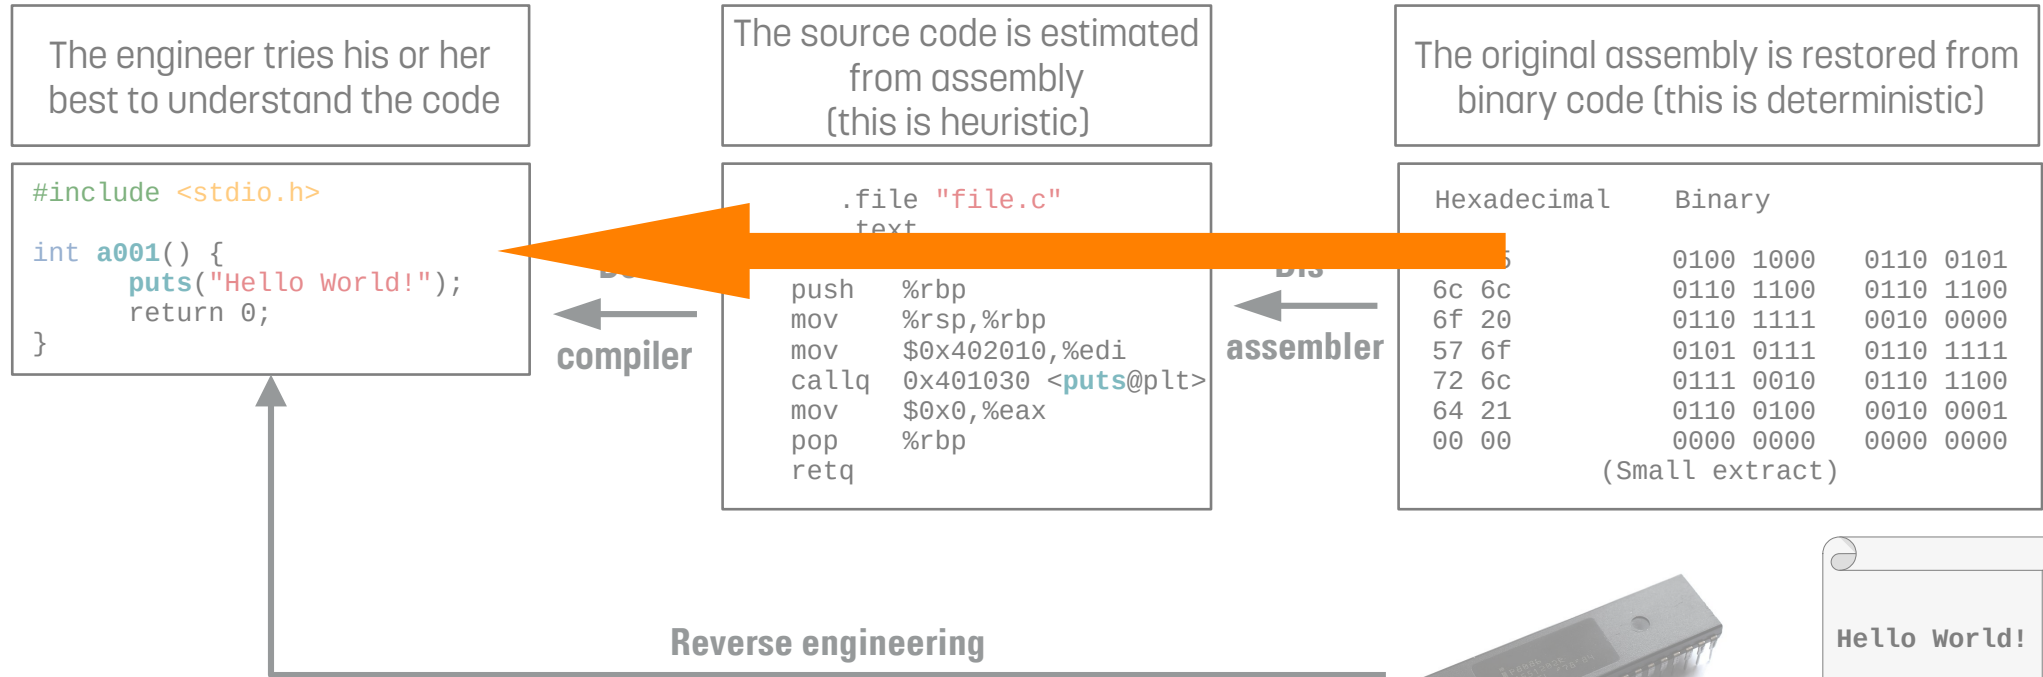 The engineer tries his or her
best to understand the code
The source code is estimated
from assembly
(this is heuristic)
The original assembly is restored from
binary code (this is deterministic)
#include <stdio.h>
int a001() {
puts("Hello World!");
return 0;
}
compiler
.file "file.c"
push %rbp
mov %rsp,%rbp
mov $0x402010,%edi
callq 0x401030 <puts@plt>
mov $0x0,%eax
pop %rbp
retq
assembler
Hexadecimal Binary
0100 1000 0110 0101
6c 6c 0110 1100 0110 1100
6f 20 0110 1111 0010 0000
57 6f 0101 0111 0110 1111
72 6c 0111 0010 0110 1100
64 21 0110 0100 0010 0001
00 00 0000 0000 0000 0000
(Small extract)
Reverse engineering
Hello World!